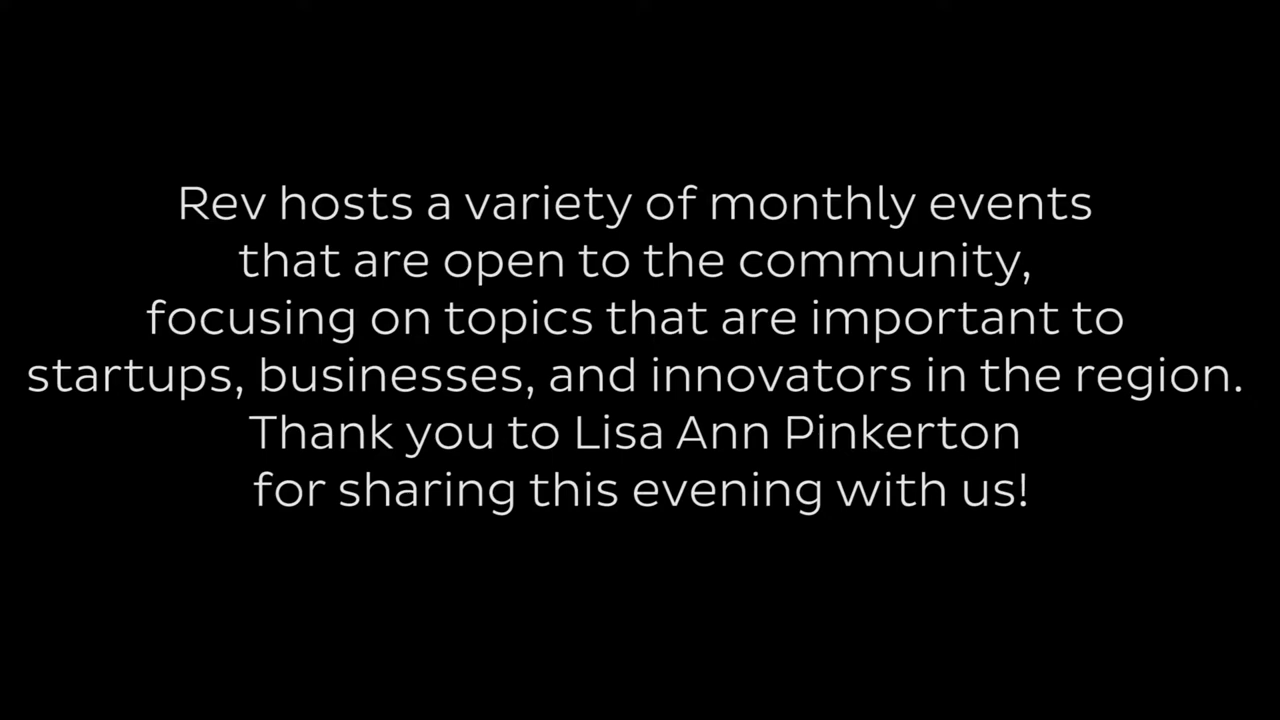 Rev hosts a variety of monthly events
that are open to the community,
focusing on topics that are important to
startups, businesses, and innovators in the region.
Thank you to Lisa Ann Pinkerton
for sharing this evening with us!